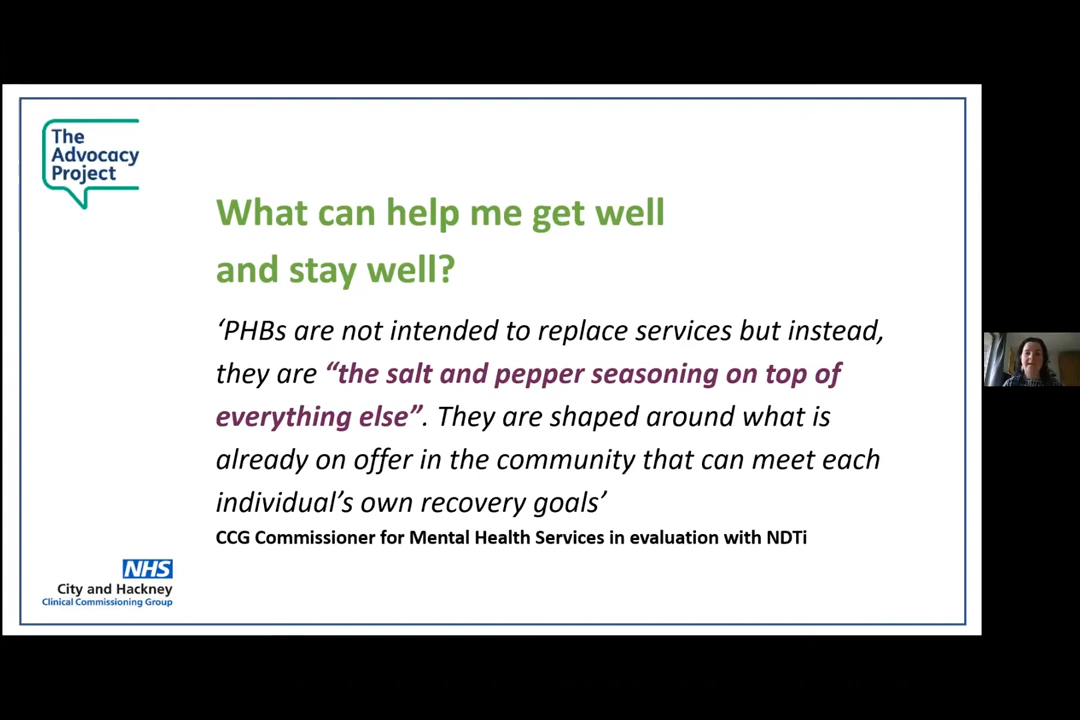 The
Advocacy
Project
What can help me get well
and stay well?
‘PHBs are not intended to replace services but instead,
they are “the salt and pepper seasoning on top of
everything else”. They are shaped around what is
already on offer in the community that can meet each
individual’s own recovery goals’
CCG Commissioner for Mental Health Services in evaluation with NDTi
NHS
City and Hackney
Clinical Commissioning Group